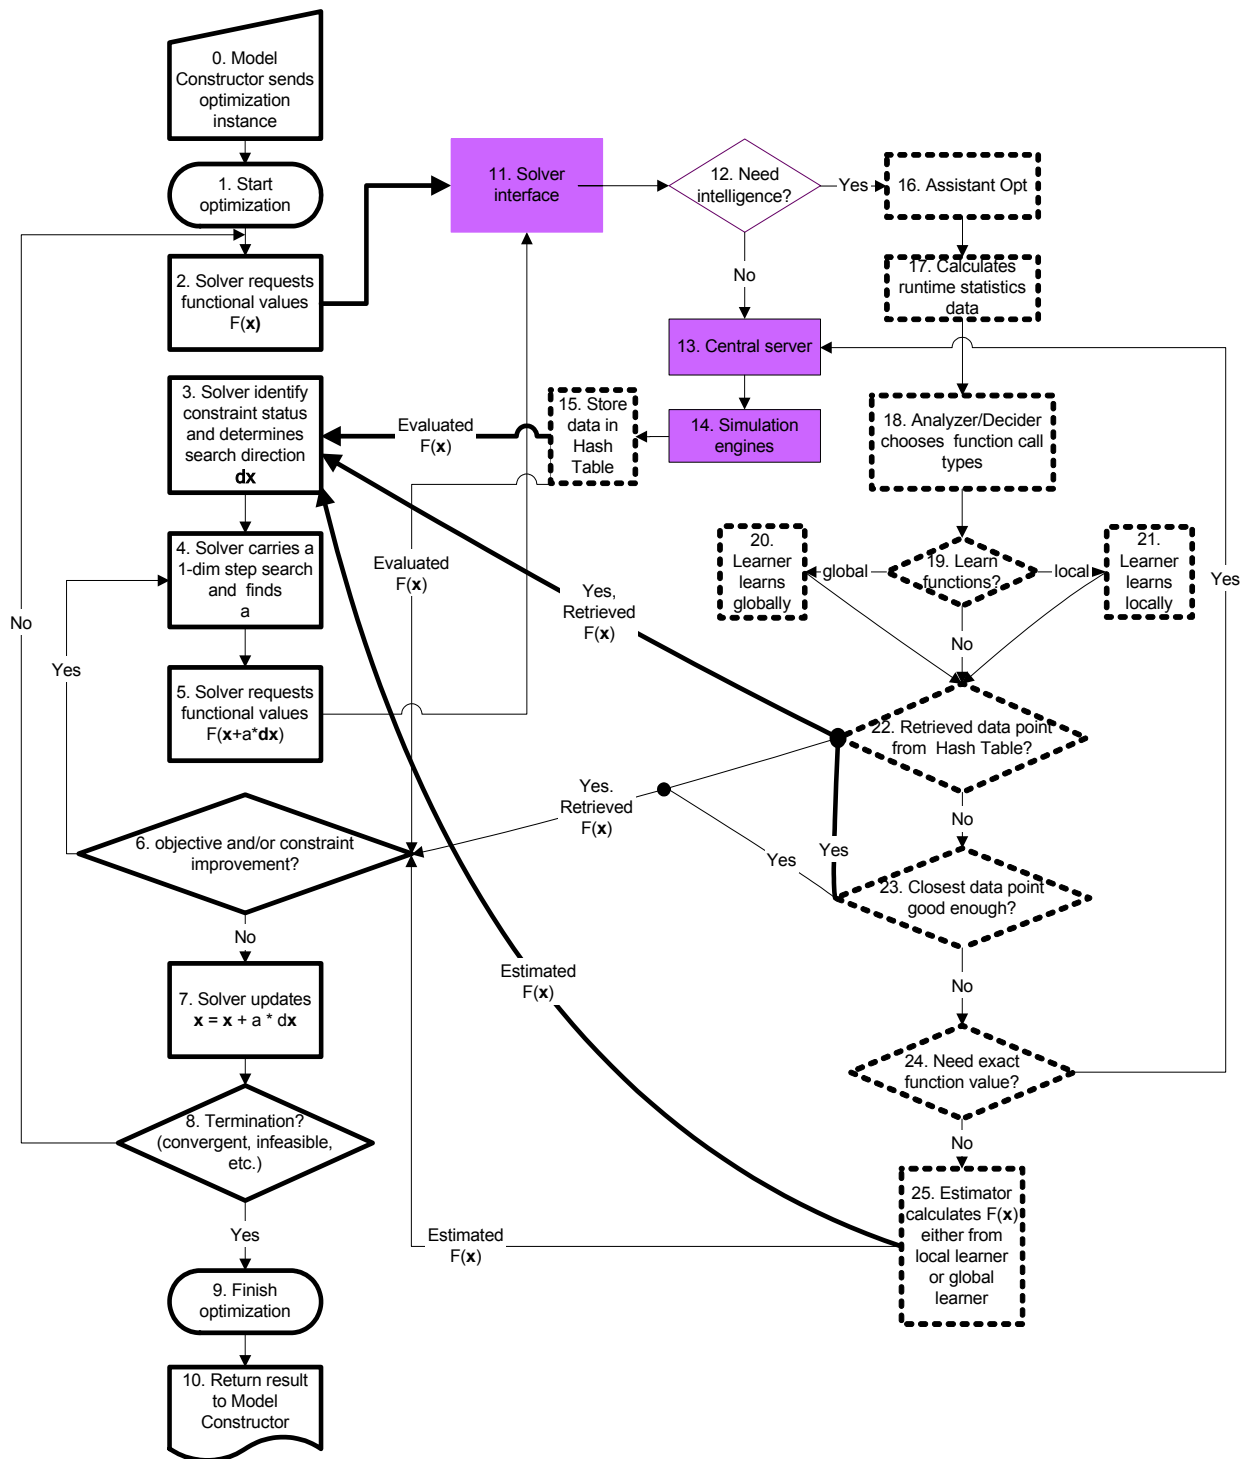 0. Model
Constructor sends
optimization
instance
1. Start
optimization
2. Solver requests
functional values
F(x)
3. Solver identify
constraint status
and determines
search direction
dx
4. Solver carries a
1-dim step search
and finds
a
5. Solver requests
functional values
F(x+a*dx)
6. objective and/or constraint
improvement?
Yes
No
No
7. Solver updates
x = x + a * dx
8. Termination?
(convergent, infeasible,
etc.)
Yes
9. Finish
optimization
10. Return result
to Model
Constructor
11. Solver
interface
12. Need
intelligence?
Yes
No
13. Central server
14. Simulation
engines
15. Store
data in
Hash
Table
Evaluated
F(x)
Evaluated
F(x)
Yes,
Retrieved
F(x)
Yes.
Retrieved
F(x)
Yes
Yes
Estimated
F(x)
Estimated
F(x)
16. Assistant Opt
17. Calculates
runtime statistics
data
18. Analyzer/Decider
chooses function call
types
19. Learn
functions?
global
local
No
20.
Learner
learns
globally
21.
Learner
learns
locally
Yes
22. Retrieved data point
from Hash Table?
No
23. Closest data point
good enough?
No
24. Need exact
function value?
No
25. Estimator
calculates F(x)
either from
local learner
or global
learner